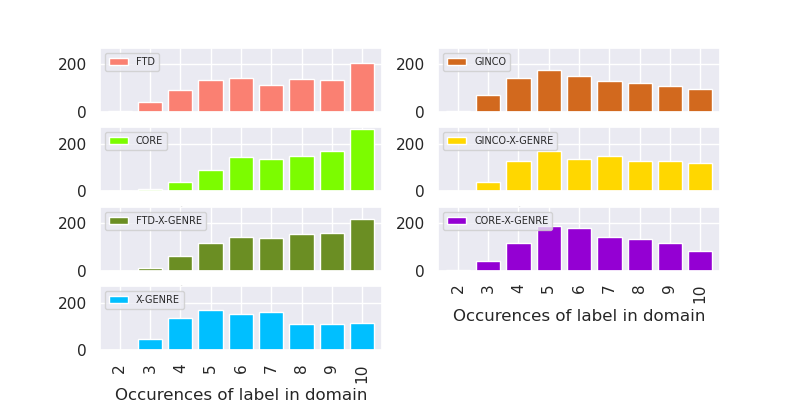 200
0
FTD
200
0
CORE
200
0
FTD-X-GENRE
200
0
X-GENRE
2 3 4 5 6 7 8 9 10
Occurences of label in domain
200
0
GINCO
200
0
GINCO-X-GENRE
200
0
CORE-X-GENRE
2 3 4 5 6 7 8 9 10
Occurences of label in domain